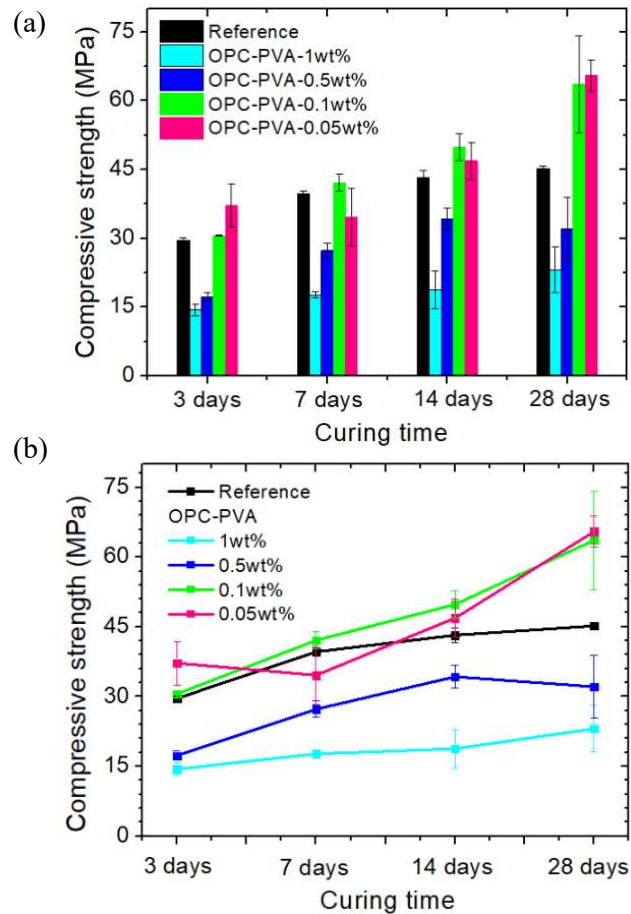 (a)
Compressive strength (MPa)
75
60
45
30
15
0
Reference
OPC-PVA-1wt%
OPC-PVA-0.5wt%
OPC-PVA-0.1wt%
OPC-PVA-0.05wt%
3 days 7 days 14 days 28 days
Curing time
(b)
Compressive strength (MPa)
75
60
45
30
15
0
Reference
OPC-PVA
1wt%
0.5wt%
0.1wt%
0.05wt%
3 days 7 days 14 days 28 days
Curing time